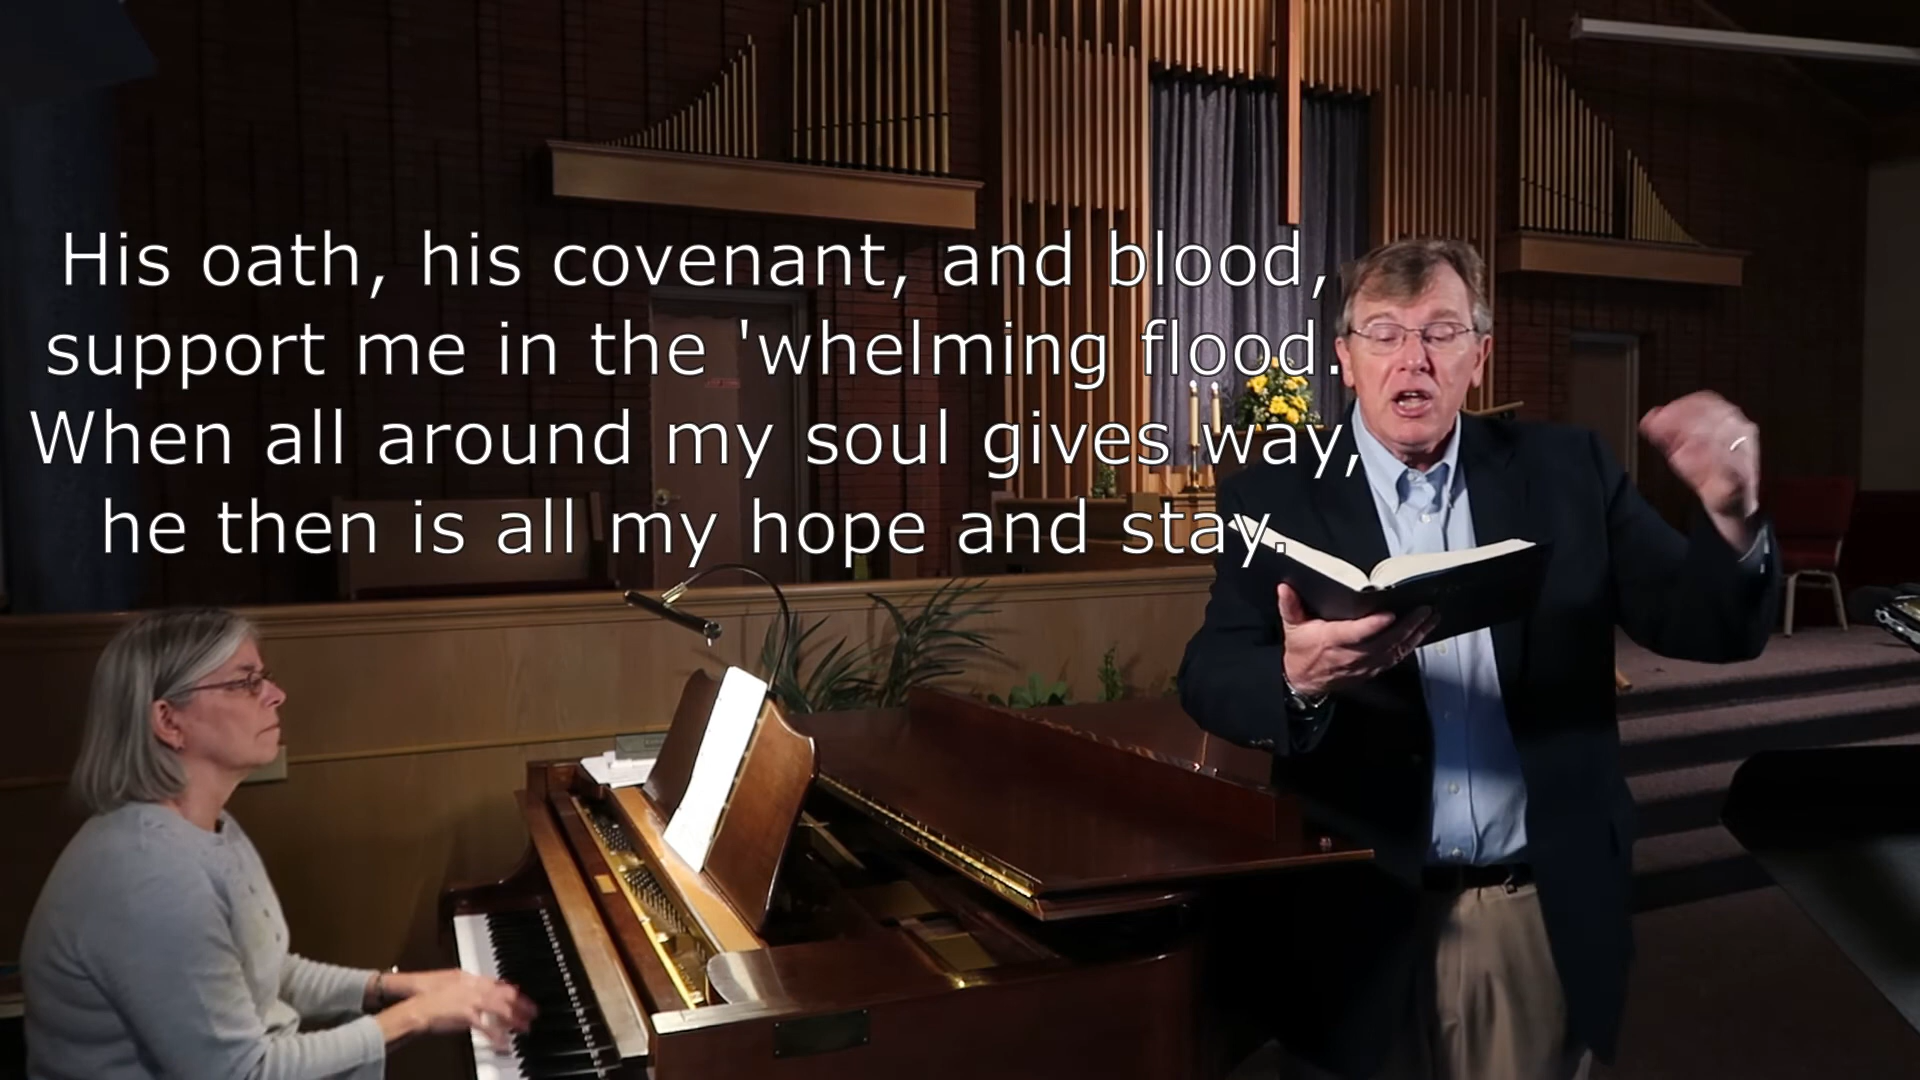 His oath, his covenant, and blood,
support me in the 'whelming flood.
When all around my soul gives way,
he then is all my hope and stay.